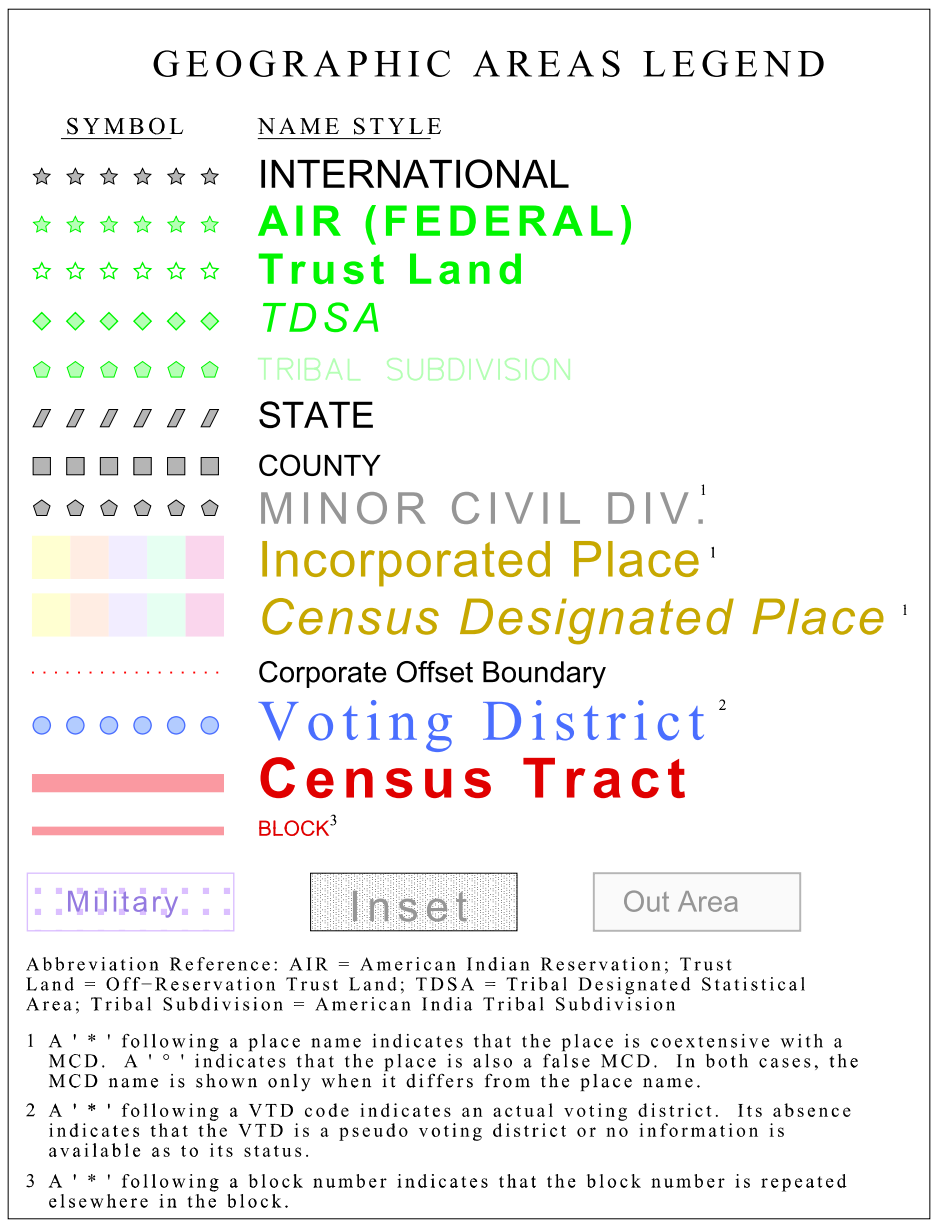 GEOGRAPHIC AREAS LEGEND
SYMBOL NAME STYLE
INTERNATIONAL
AIR (FEDERAL)
Trust Land
TDSA
TRIBAL SUBDIVISION
STATE
COUNTY
MINOR CIVIL DIV.1
Incorporated Place 1
Census Designated Place 1
Corporate Offset Boundary
Voting District 2
Census Tract
BLOCK3
Military Inset Out Area
Abbreviation Reference: AIR = American Indian Reservation; Trust
Land = Off−Reservation Trust Land; TDSA = Tribal Designated Statistical
Area; Tribal Subdivision = American India Tribal Subdivision
1 A ' * ' following a place name indicates that the place is coextensive with a
MCD. A ' ° ' indicates that the place is also a false MCD. In both cases, the
MCD name is shown only when it differs from the place name.
2 A ' * ' following a VTD code indicates an actual voting district. Its absence
indicates that the VTD is a pseudo voting district or no information is
available as to its status.
3 A ' * ' following a block number indicates that the block number is repeated
elsewhere in the block.